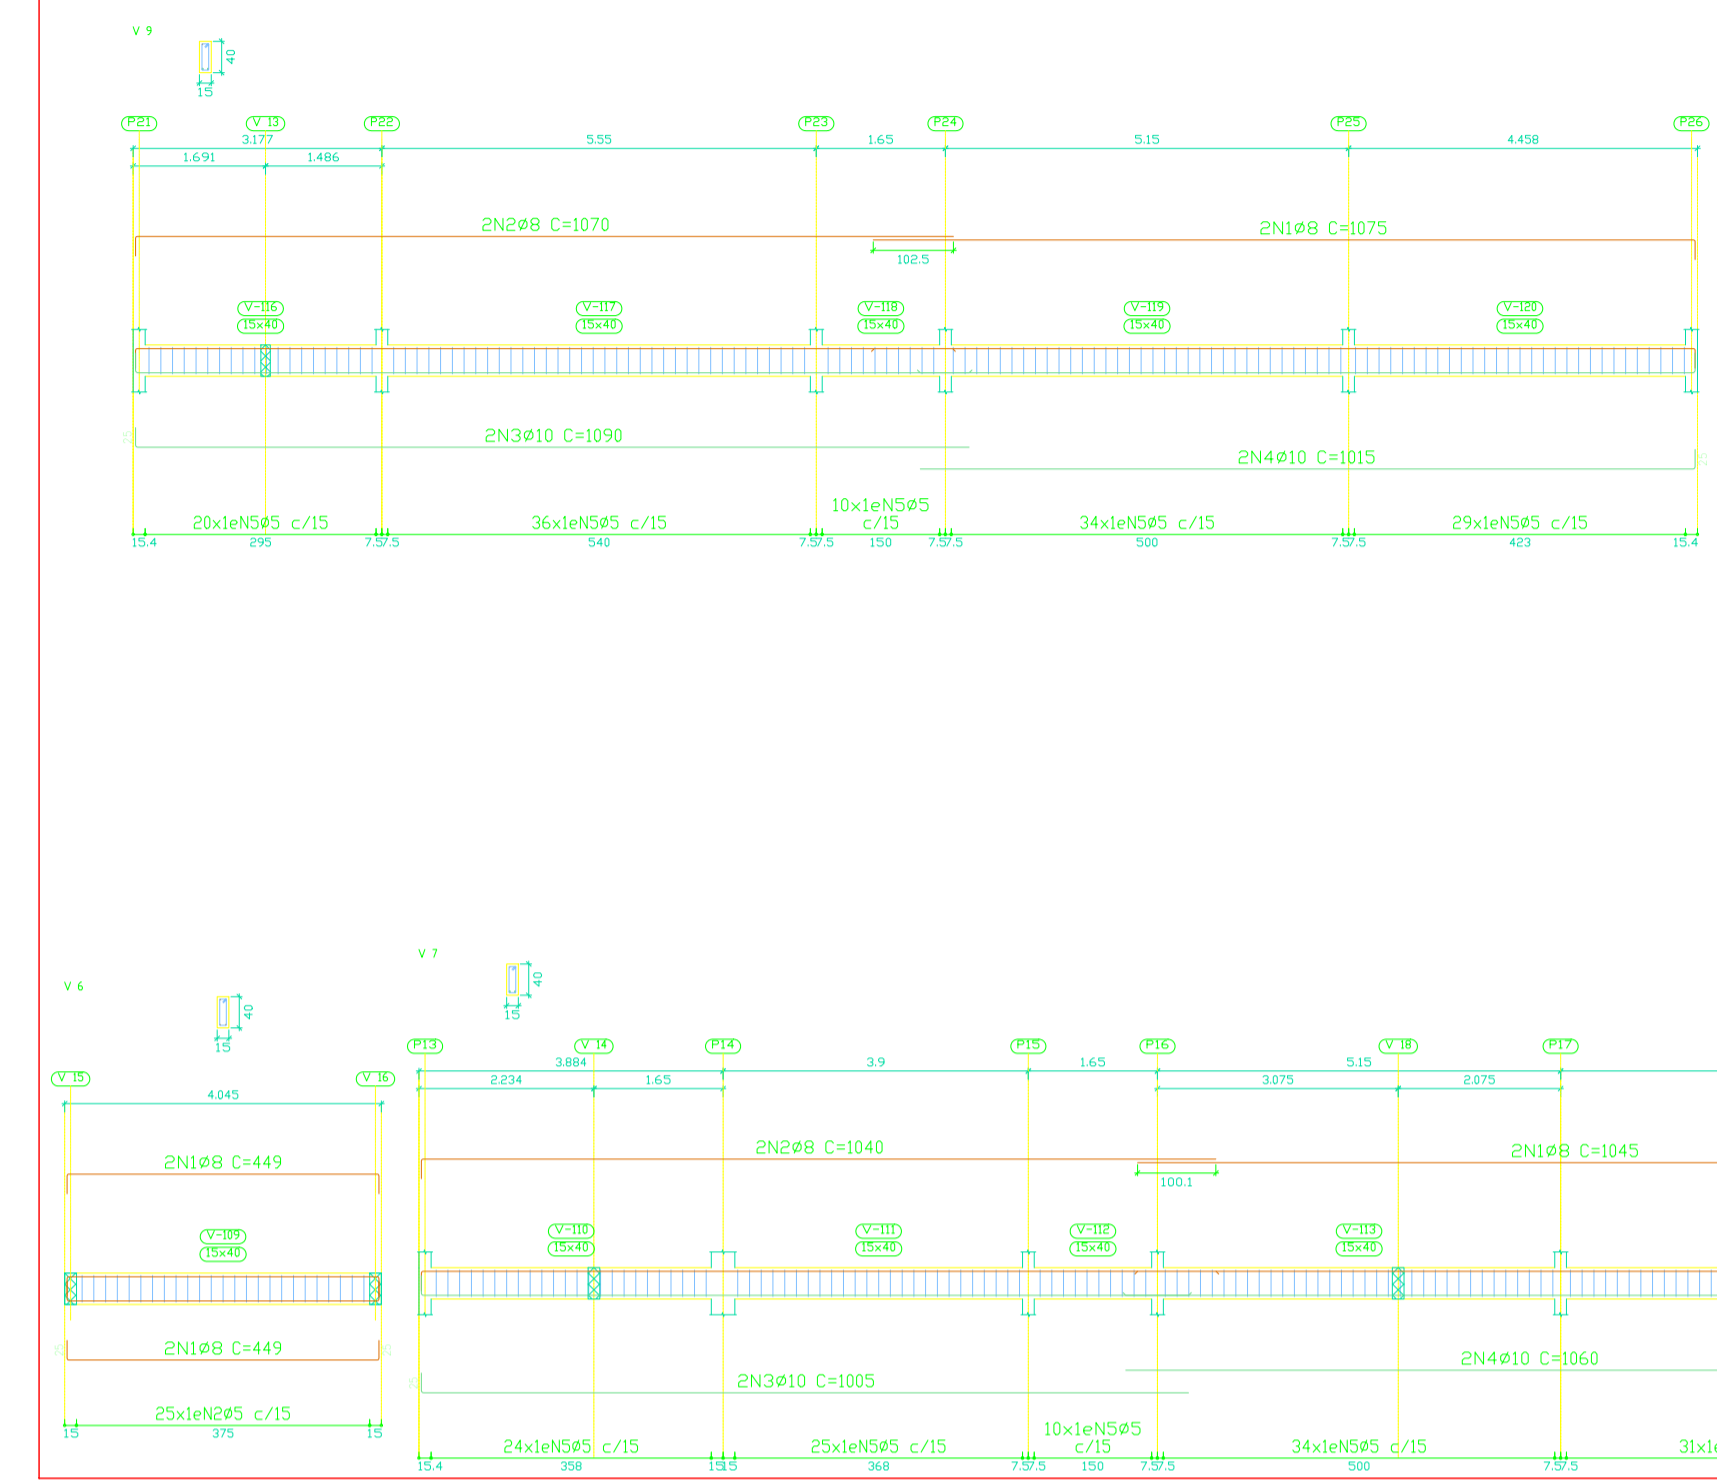 V 9
40
15
P21 V 13 P22 P23 P24 P25 P26
3.177 5.55 1.65 5.15 4.458
1.691 1.486
2N2ø8 C=1070
2N1ø8 C=1075
102.5
V-116 V-117 V-118 V-119 V-120
15x40 15x40 15x40 15x40 15x40
25
2N3ø10 C=1090
2N4ø10 C=1015
25
10x1eN5ø5
20x1eN5ø5 c/15 36x1eN5ø5 c/15 c/15 34x1eN5ø5 c/15 29x1eN5ø5 c/15
15.4 295 7.57.5 540 7.57.5 150 7.57.5 500 7.57.5 423 15.4
V 6
40
15
V 15 V 16
4.045
2N1ø8 C=449
V-109
15x40
25 25
2N1ø8 C=449
25x1eN2ø5 c/15
15 375 15
V 7
40
15
P13 V 14 P14 P15 P16 V 18 P17
3.884 3.9 1.65 5.15
2.234 1.65 3.075 2.075
2N2ø8 C=1040
2N1ø8 C=1045
100.1
V-110 V-111 V-112 V-113
15x40 15x40 15x40 15x40
2N4ø10 C=1060
25
2N3ø10 C=1005
10x1eN5ø5
24x1eN5ø5 c/15 25x1eN5ø5 c/15 c/15 34x1eN5ø5 c/15 31x1e
15.4 358 1515 368 7.57.5 150 7.57.5 500 7.57.5